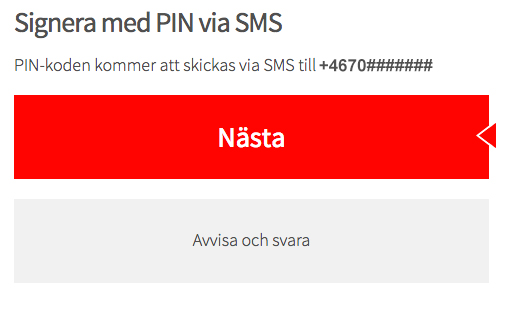 Signera med PIN via SMS
PIN-koden kommer att skickas via SMS till +4670#######
Nästa
Avvisa och svara